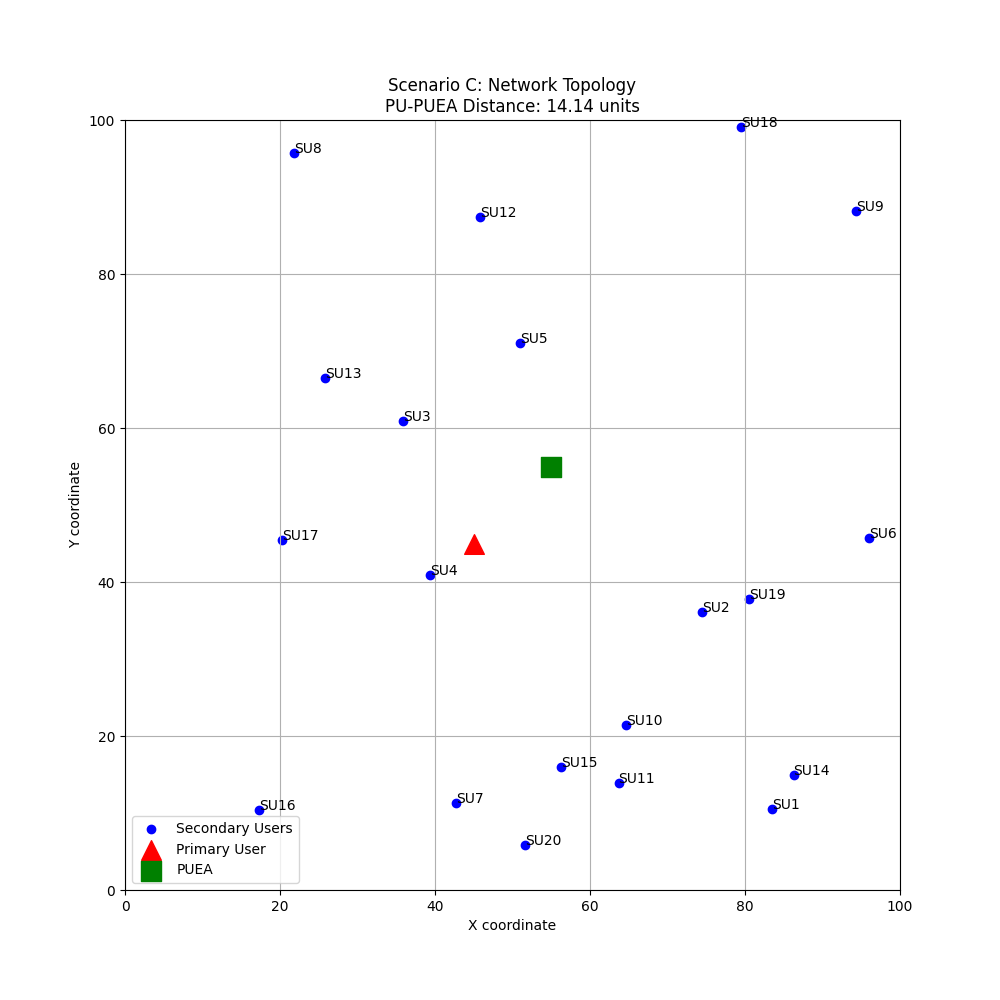 Scenario C: Network Topology
PU-PUEA Distance: 14.14 units
100
80
60
40
20
0
Y coordinate
SU18
SU8
SU9
SU12
SU5
SU13
SU3
SU17
SU6
SU4
SU19
SU2
SU10
SU15
SU14
SU11
SU7
SU1
SU16
SU20
Secondary Users
Primary User
PUEA
0
20
40
60
80
100
X coordinate